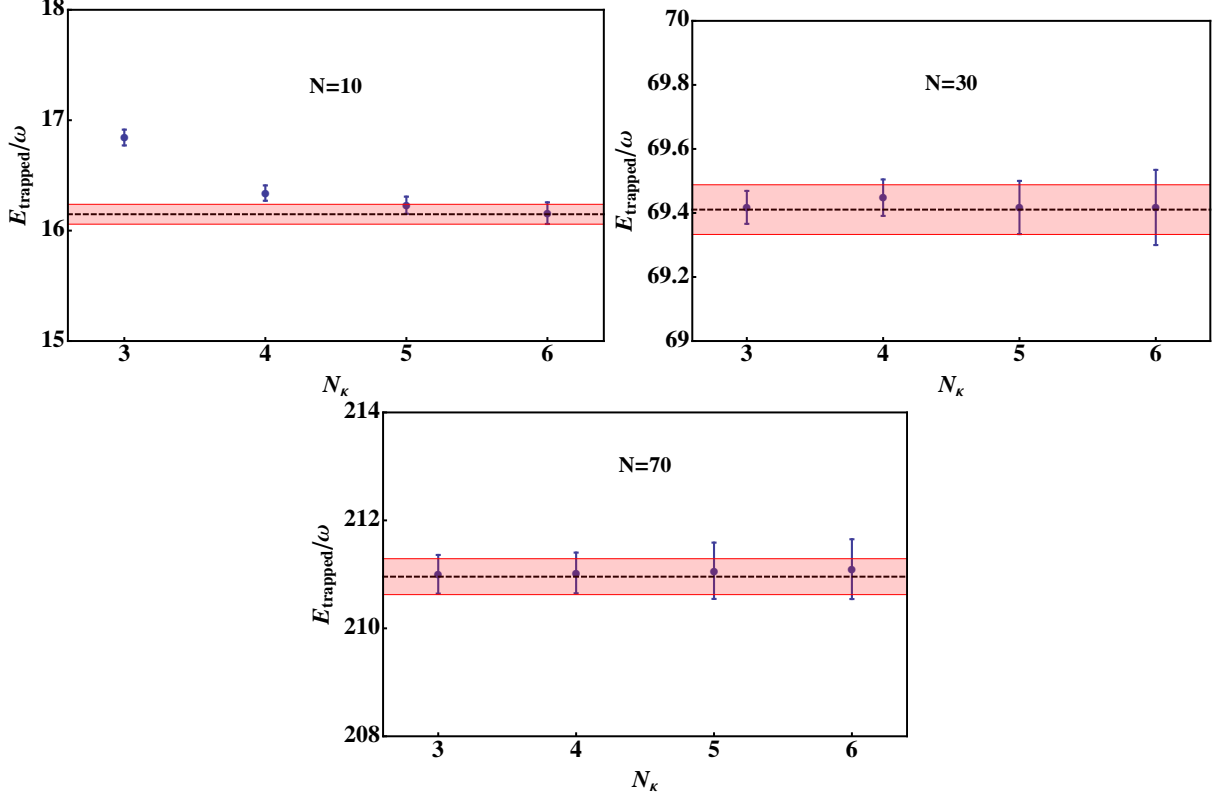 18
17
16
15
E_trapped/ω
N=10
3 4 5 6
N_κ
70
69.8
69.6
69.4
69.2
69
E_trapped/ω
N=30
3 4 5 6
N_κ
214
212
210
208
E_trapped/ω
N=70
3 4 5 6
N_κ